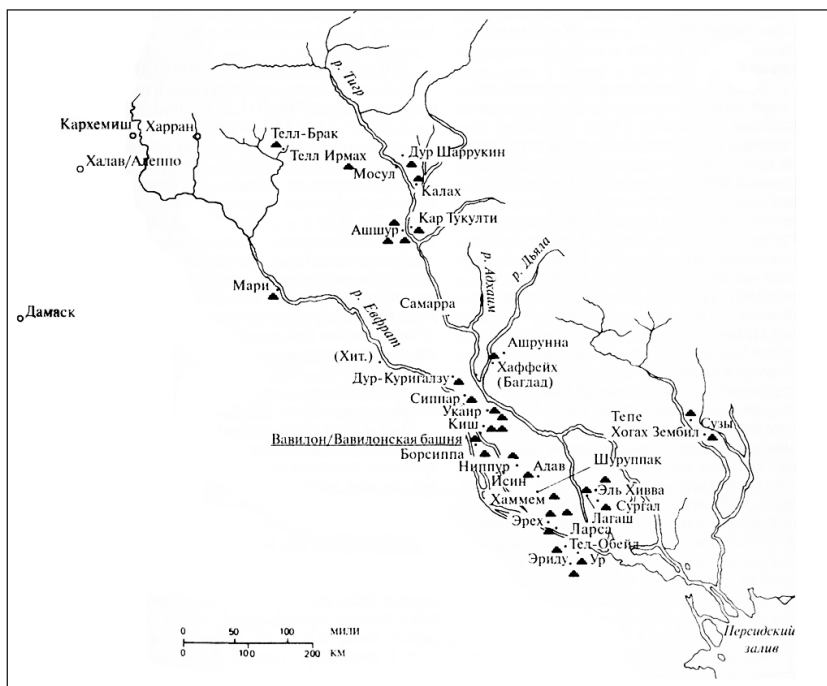 р. Тигр
Кархемиш
Харран
Халав/Алеппо
Телл-Брак
Телл Ирмах
Мосул
Дур Шаррукин
Калах
Ашшур
Кар Тукулти
р. Адхаим
р. Дьяла
Мари
р. Евфрат
Самарра
Дамаск
(Хит.)
Ашрунна
Хаффейх
(Багдад)
Дур-Куригалзу
Сиппар
Укаир
Киш
Вавилон/Вавилонская башня
Борсиппа
Ниппур
Адав
Исин
Шуруппак
Хаммем
Тепе
Хогах Зембил
Сузы
Эль Хивва
Сургал
Лагаш
Эрех
Ларса
Тел-Обейд
Эриду
Ур
Персидский
залив
0 50 100 мили
0 100 200 км